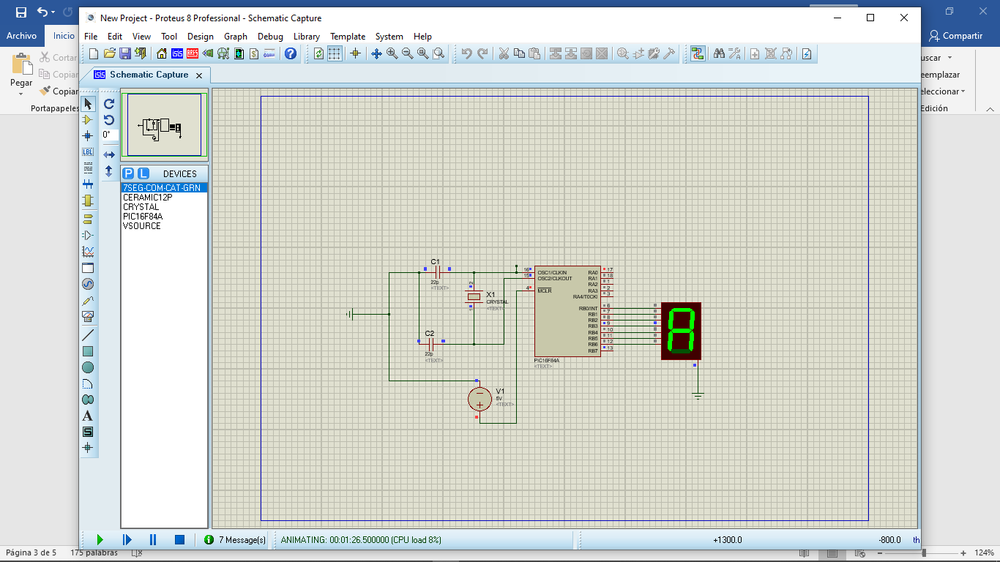 New Project - Proteus 8 Professional - Schematic Capture
Archivo
Inicio
Compartir
File Edit View Tool Design Graph Debug Library Template System Help
Pegar
Cortar
Copiar
Copiar
Portapapeles
uscar
eemplazar
eleccionar
Edición
Schematic Capture
0°
LBL
A
S
P L DEVICES
7SEG-COM-CAT-GRN
CERAMIC12P
CRYSTAL
PIC16F84A
VSOURCE
C1
22p
<TEXT>
X1
CRYSTAL
<TEXT>
2
1
C2
22p
<TEXT>
V1
5V
<TEXT>
16
15
4
OSC1/CLKIN
OSC2/CLKOUT
MCLR
RA0 17
RA1 18
RA2 1
RA3 2
RA4/T0CKI 3
RB0/INT 6
RB1 7
RB2 8
RB3 9
RB4 10
RB5 11
RB6 12
RB7 13
PIC16F84A
<TEXT>
7 Message(s)
ANIMATING: 00:01:26.500000 (CPU load 8%)
+1300.0
-800.0
th
Página 3 de 5
175 palabras
124%